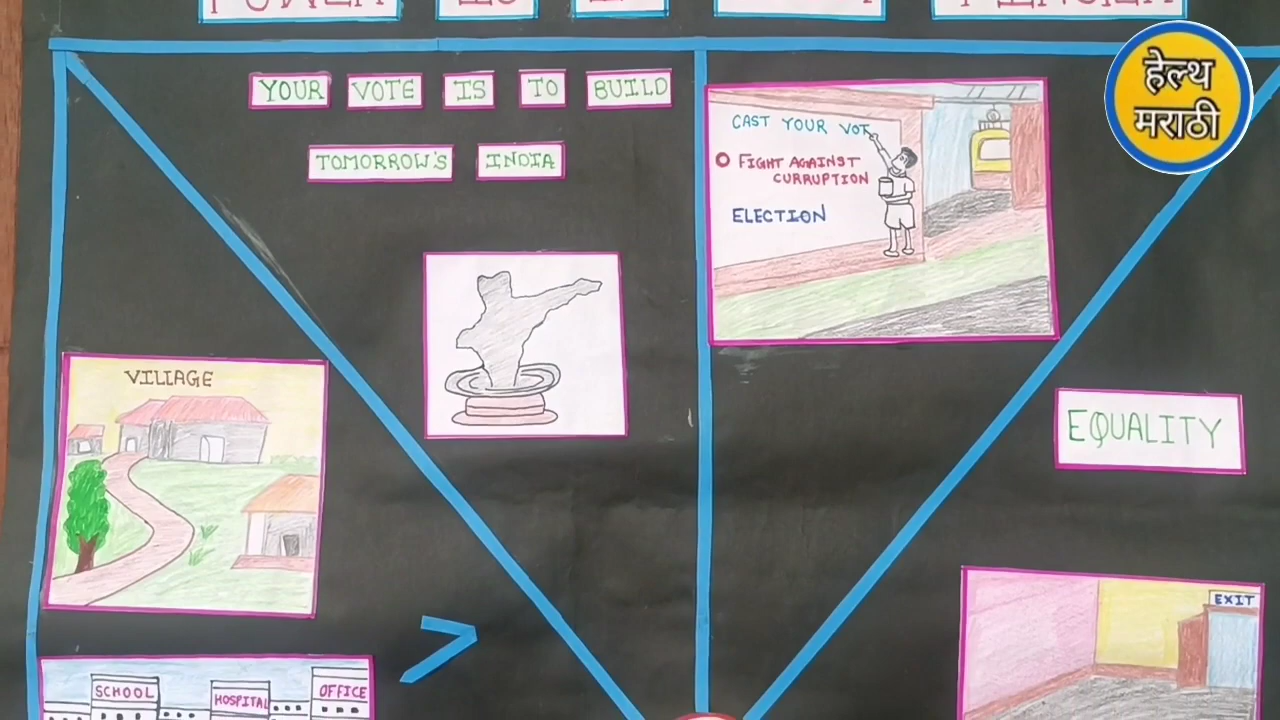 YOUR VOTE IS TO BUILD
TOMORROW'S INDIA
CAST YOUR VOT
FIGHT AGAINST
CURRUPTION
ELECTION
हेल्थ
मराठी
VILLAGE
EQUALITY
EXIT
SCHOOL
HOSPITAL
OFFICE